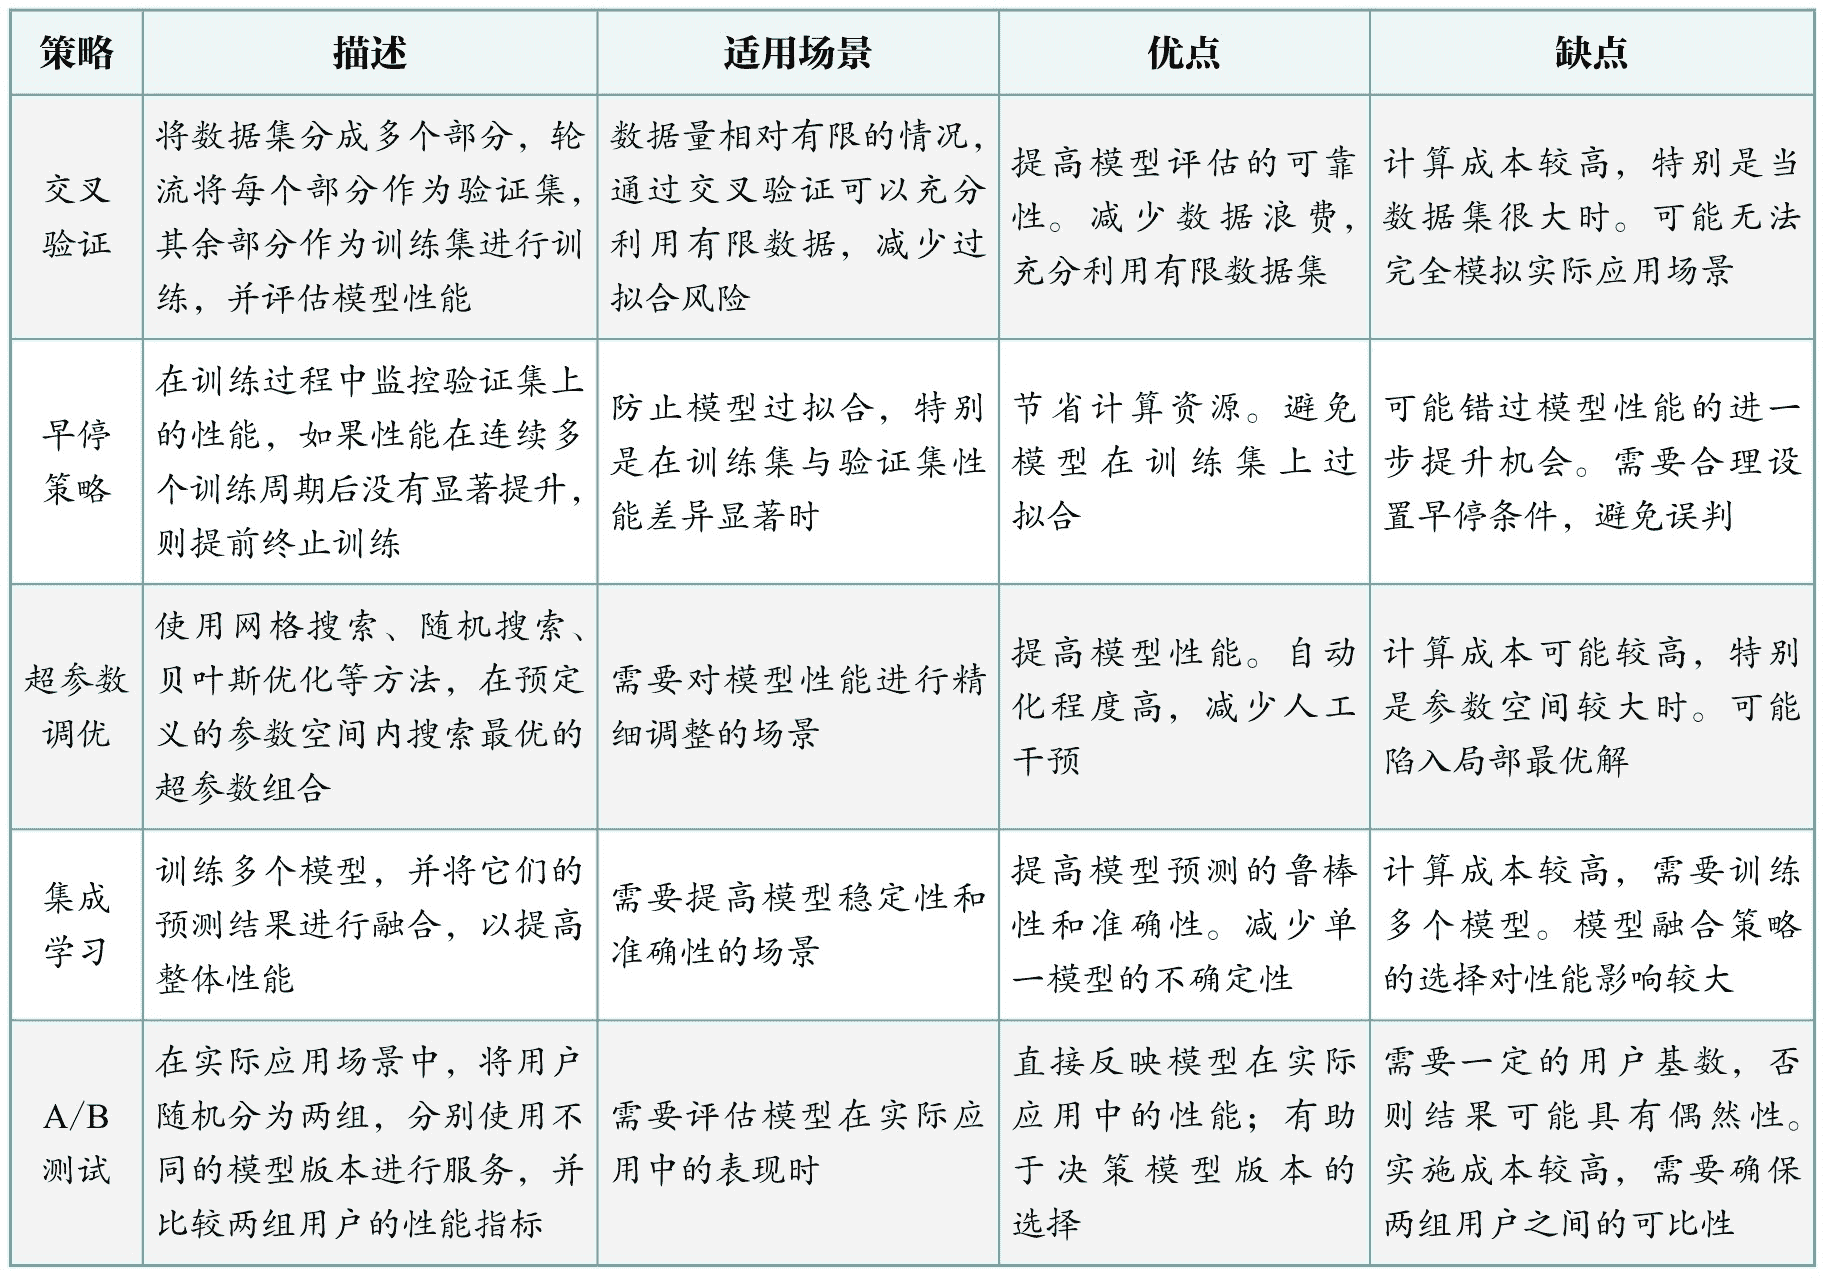 策略
描述
适用场景
优点
缺点
交叉
验证
将数据集分成多个部分，轮
流将每个部分作为验证集，
其余部分作为训练集进行训
练，并评估模型性能
数据量相对有限的情况，
通过交叉验证可以充分
利用有限数据，减少过
拟合风险
提高模型评估的可靠
性。减少数据浪费，
充分利用有限数据集
计算成本较高，特别是当
数据集很大时。可能无法
完全模拟实际应用场景
早停
策略
在训练过程中监控验证集上
的性能，如果性能在连续多
个训练周期后没有显著提升，
则提前终止训练
防止模型过拟合，特别
是在训练集与验证集性
能差异显著时
节省计算资源。避免
模型在训练集上过
拟合
可能错过模型性能的进一
步提升机会。需要合理设
置早停条件，避免误判
超参数
调优
使用网格搜索、随机搜索、
贝叶斯优化等方法，在预定
义的参数空间内搜索最优的
超参数组合
需要对模型性能进行精
细调整的场景
提高模型性能。自动
化程度高，减少人工
干预
计算成本可能较高，特别
是参数空间较大时。可能
陷入局部最优解
集成
学习
训练多个模型，并将它们的
预测结果进行融合，以提高
整体性能
需要提高模型稳定性和
准确性的场景
提高模型预测的鲁棒
性和准确性。减少单
一模型的不确定性
计算成本较高，需要训练
多个模型。模型融合策略
的选择对性能影响较大
A/B
测试
在实际应用场景中，将用户
随机分为两组，分别使用不
同的模型版本进行服务，并
比较两组用户的性能指标
需要评估模型在实际应
用中的表现时
直接反映模型在实际
应用中的性能；有助
于决策模型版本的
选择
需要一定的用户基数，否
则结果可能具有偶然性。
实施成本较高，需要确保
两组用户之间的可比性